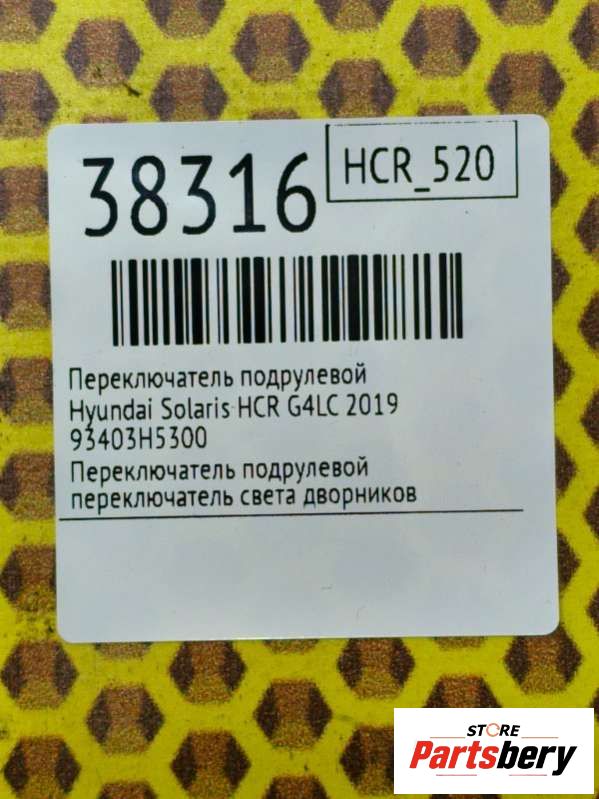 38316
HCR_520
Переключатель подрулевой
Hyundai Solaris HCR G4LC 2019
93403H5300
Переключатель подрулевой
переключатель света дворников
STORE
Partsbery